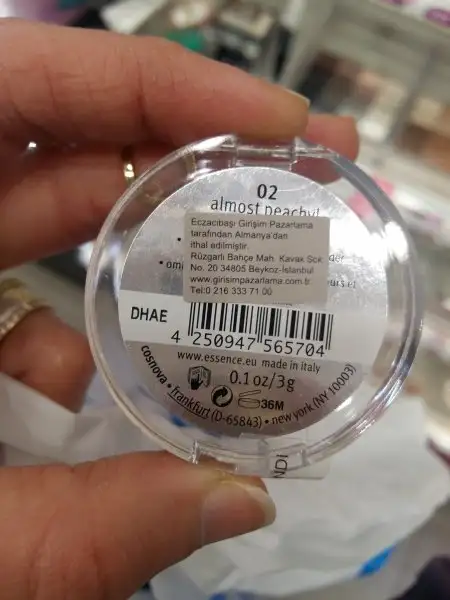 02
almost peachy!
Eczacıbaşı Girişim Pazarlama
tarafından Almanya'dan
ithal edilmiştir.
Rüzgarlı Bahçe Mah. Kavak Sok.
No. 20 34805 Beykoz-İstanbul
www.girisimpazarlama.com.tr
Tel:0 216 333 71 00
DHAE
4 250947 565704
www.essence.eu made in italy
0.1 oz/3g
36M
cosnova • frankfurt (D-65843) • new york (NY 10003)